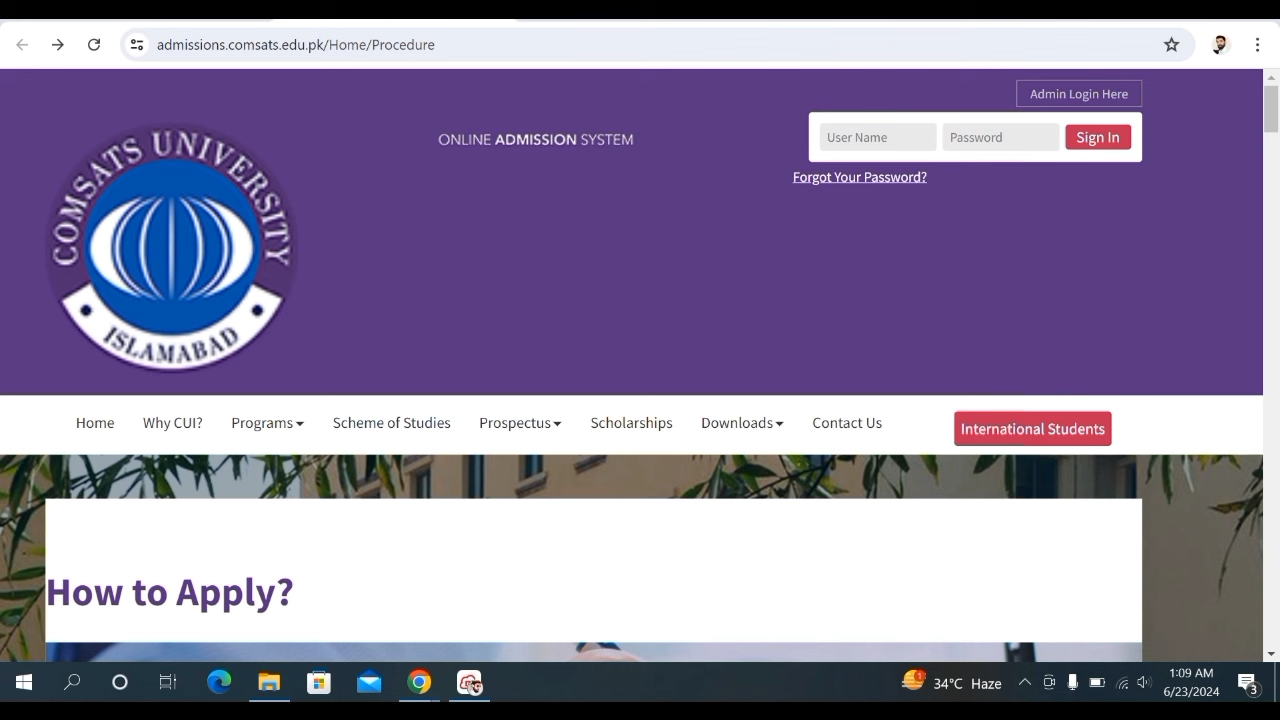 admissions.comsats.edu.pk/Home/Procedure
Admin Login Here
COMSATS UNIVERSITY
ISLAMABAD
ONLINE ADMISSION SYSTEM
User Name
Password
Sign In
Forgot Your Password?
Home
Why CUI?
Programs
Scheme of Studies
Prospectus
Scholarships
Downloads
Contact Us
International Students
How to Apply?
1
34°C Haze
1:09 AM
6/23/2024
3